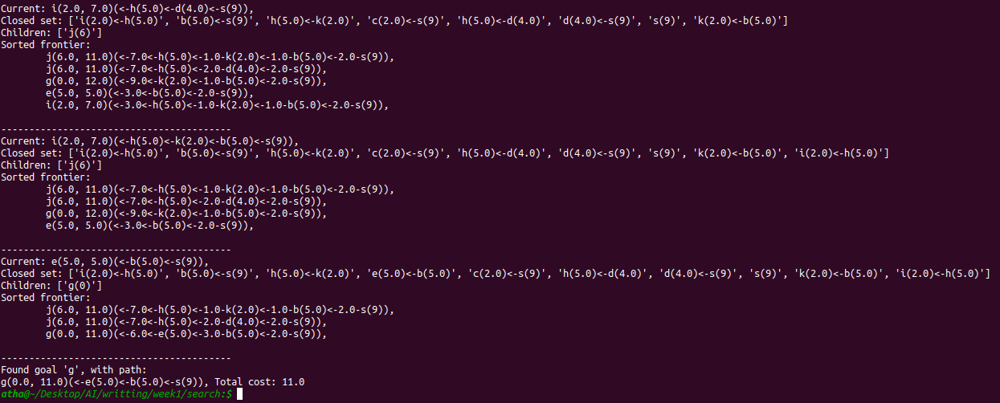 Current: i(2.0, 7.0)(<-h(5.0)<-d(4.0)<-s(9)),
Closed set: ['i(2.0)<-h(5.0)', 'b(5.0)<-s(9)', 'h(5.0)<-k(2.0)', 'c(2.0)<-s(9)', 'h(5.0)<-d(4.0)', 'd(4.0)<-s(9)', 's(9)', 'k(2.0)<-b(5.0)']
Children: ['j(6)']
Sorted frontier:
j(6.0, 11.0)(<-7.0<-h(5.0)<-1.0-k(2.0)<-1.0-b(5.0)<-2.0-s(9)),
j(6.0, 11.0)(<-7.0<-h(5.0)<-2.0-d(4.0)<-2.0-s(9)),
g(0.0, 12.0)(<-9.0<-k(2.0)<-1.0-b(5.0)<-2.0-s(9)),
e(5.0, 5.0)(<-3.0<-b(5.0)<-2.0-s(9)),
i(2.0, 7.0)(<-3.0<-h(5.0)<-1.0-k(2.0)<-1.0-b(5.0)<-2.0-s(9)),
-----------------------------------------
Current: i(2.0, 7.0)(<-h(5.0)<-k(2.0)<-b(5.0)<-s(9)),
Closed set: ['i(2.0)<-h(5.0)', 'b(5.0)<-s(9)', 'h(5.0)<-k(2.0)', 'c(2.0)<-s(9)', 'h(5.0)<-d(4.0)', 'd(4.0)<-s(9)', 's(9)', 'k(2.0)<-b(5.0)', 'i(2.0)<-h(5.0)']
Children: ['j(6)']
Sorted frontier:
j(6.0, 11.0)(<-7.0<-h(5.0)<-1.0-k(2.0)<-1.0-b(5.0)<-2.0-s(9)),
j(6.0, 11.0)(<-7.0<-h(5.0)<-2.0-d(4.0)<-2.0-s(9)),
g(0.0, 12.0)(<-9.0<-k(2.0)<-1.0-b(5.0)<-2.0-s(9)),
e(5.0, 5.0)(<-3.0<-b(5.0)<-2.0-s(9)),
-----------------------------------------
Current: e(5.0, 5.0)(<-b(5.0)<-s(9)),
Closed set: ['i(2.0)<-h(5.0)', 'b(5.0)<-s(9)', 'h(5.0)<-k(2.0)', 'e(5.0)<-b(5.0)', 'c(2.0)<-s(9)', 'h(5.0)<-d(4.0)', 'd(4.0)<-s(9)', 's(9)', 'k(2.0)<-b(5.0)', 'i(2.0)<-h(5.0)']
Children: ['g(0)']
Sorted frontier:
j(6.0, 11.0)(<-7.0<-h(5.0)<-1.0-k(2.0)<-1.0-b(5.0)<-2.0-s(9)),
j(6.0, 11.0)(<-7.0<-h(5.0)<-2.0-d(4.0)<-2.0-s(9)),
g(0.0, 11.0)(<-6.0<-e(5.0)<-3.0-b(5.0)<-2.0-s(9)),
-----------------------------------------
Found goal 'g', with path:
g(0.0, 11.0)(<-e(5.0)<-b(5.0)<-s(9)), Total cost: 11.0
atha@~/Desktop/AI/writting/week1/search:$